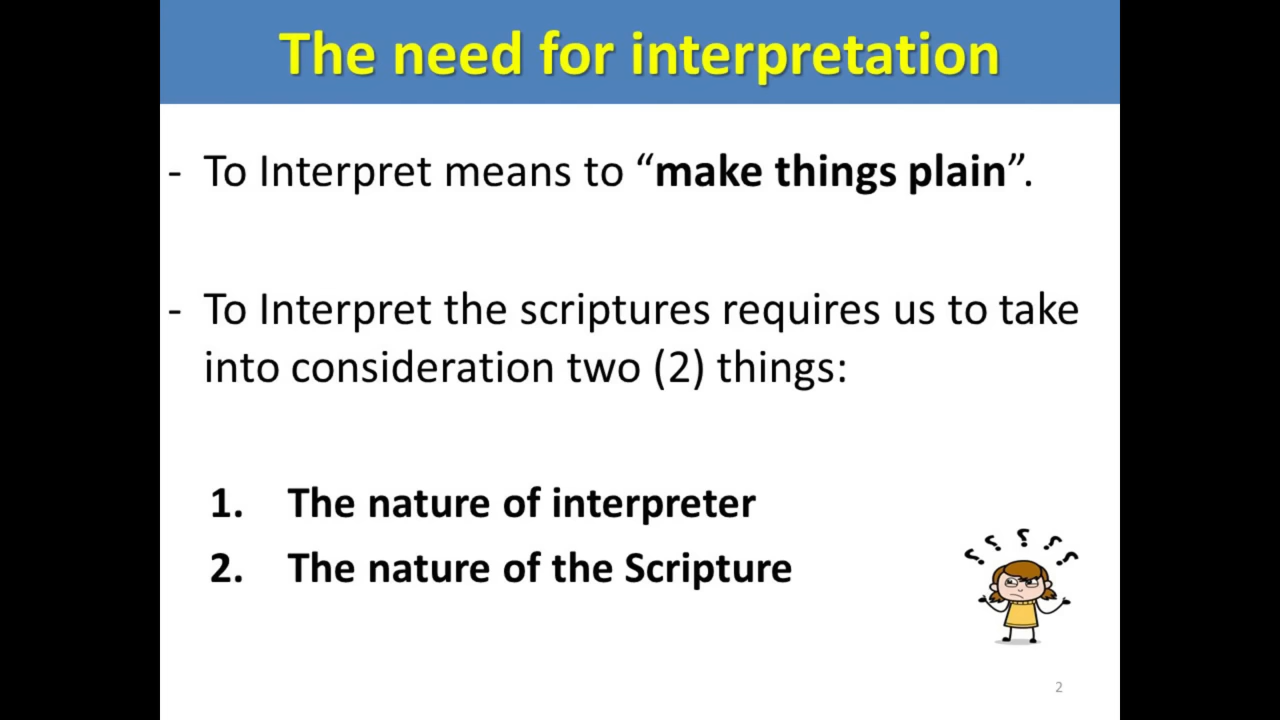 The need for interpretation
- To Interpret means to “make things plain”.
- To Interpret the scriptures requires us to take
into consideration two (2) things:
1. The nature of interpreter
2. The nature of the Scripture
? ? ? ? ?
2